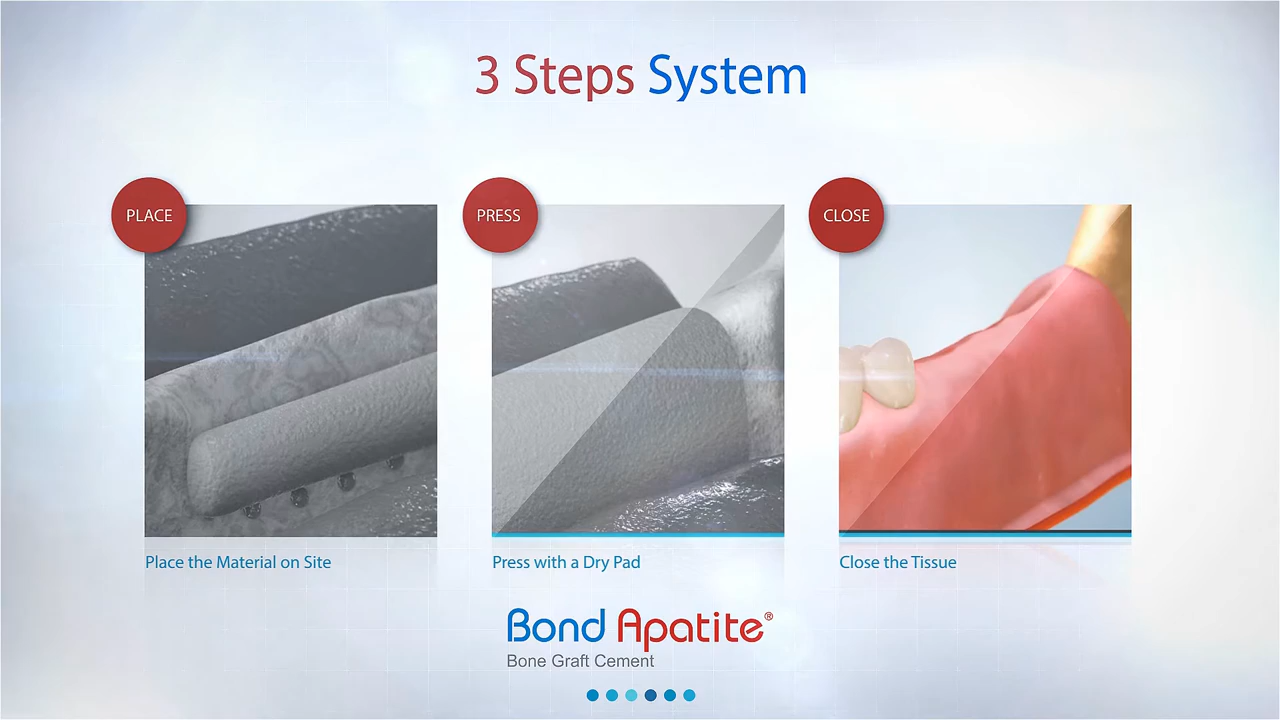 3 Steps System
PLACE
PRESS
CLOSE
Place the Material on Site
Press with a Dry Pad
Close the Tissue
Bond Apatite®
Bone Graft Cement